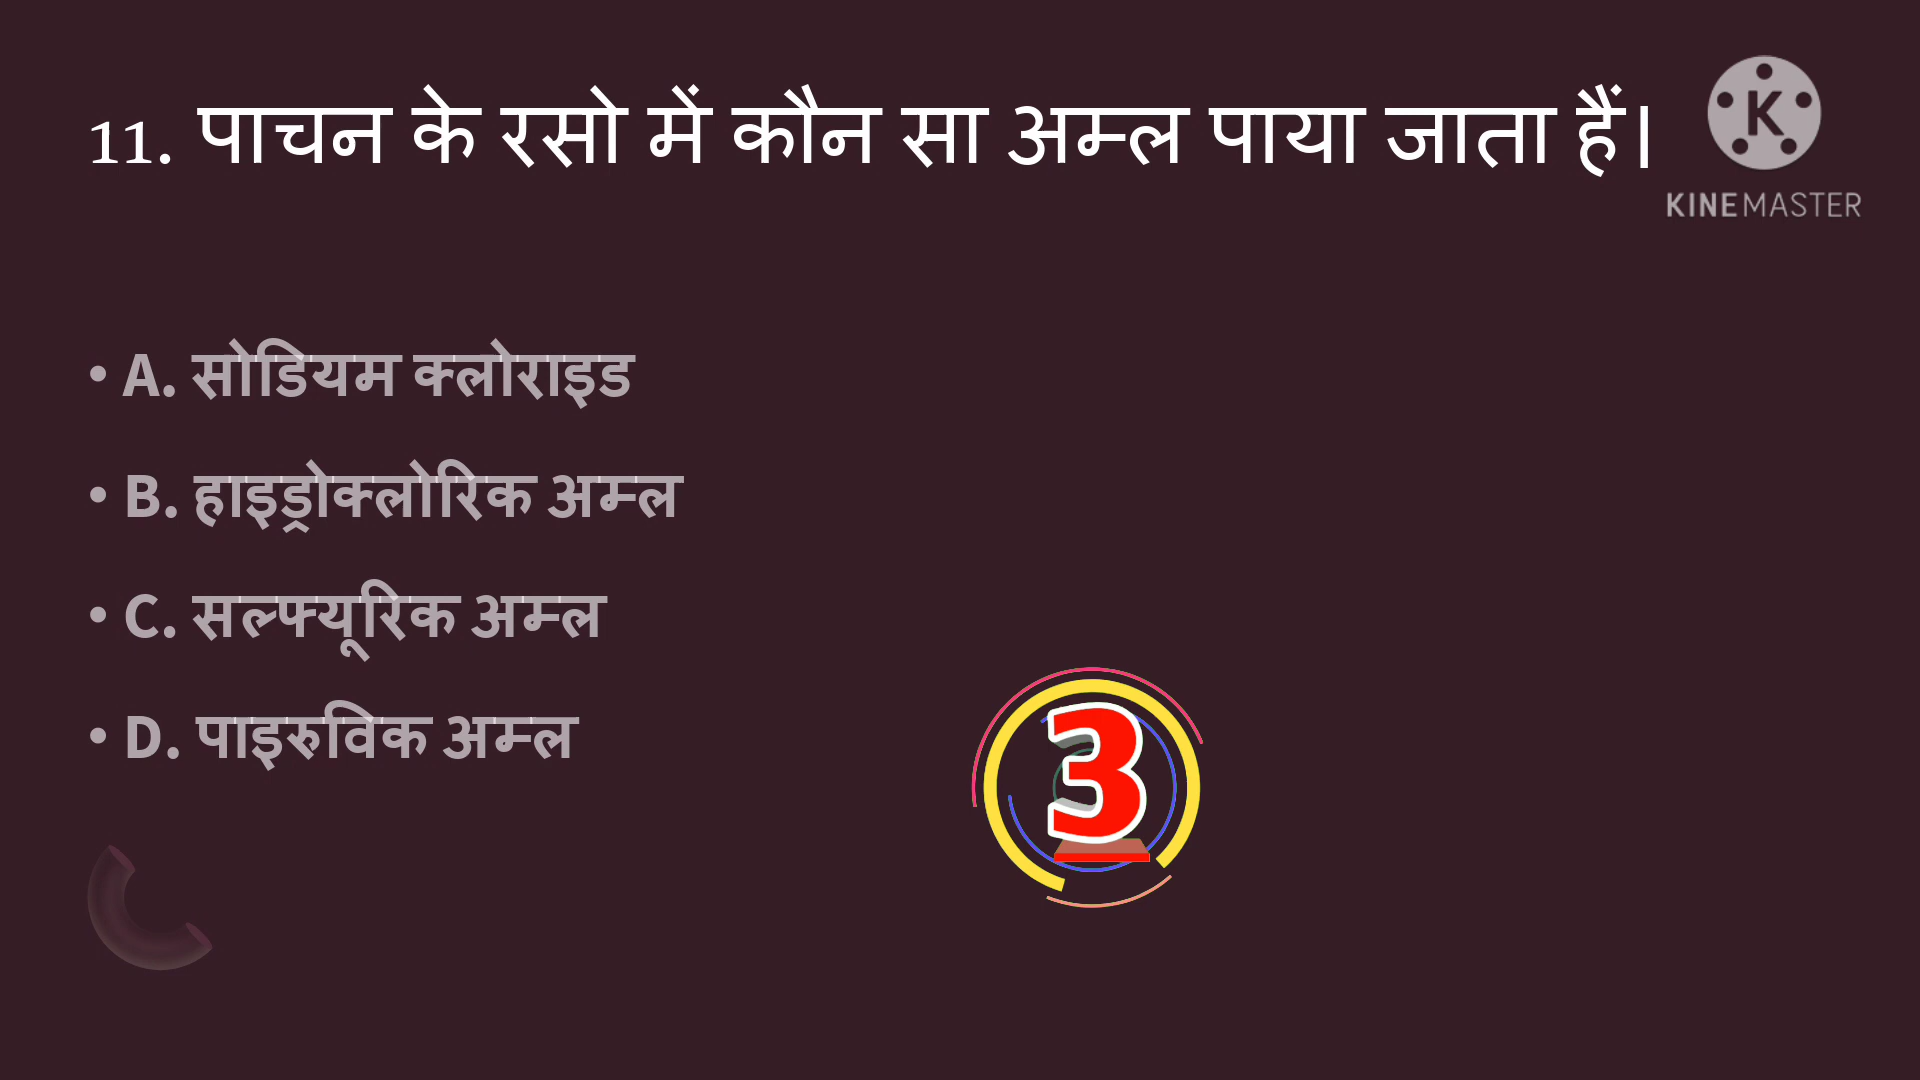 11. पाचन के रसो में कौन सा अम्ल पाया जाता हैं।
K
KINEMASTER
• A. सोडियम क्लोराइड
• B. हाइड्रोक्लोरिक अम्ल
• C. सल्फ्यूरिक अम्ल
• D. पाइरुविक अम्ल
3